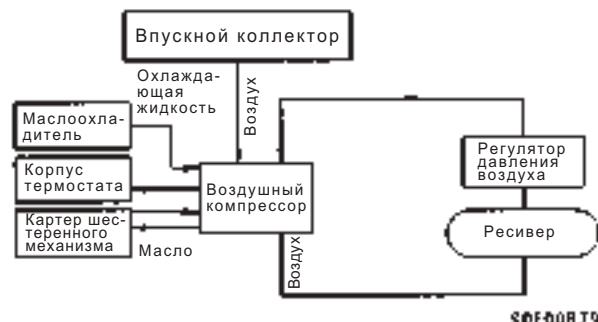 Впускной коллектор
Охлажда-
ющая
жидкость
Воздух
Маслоохла-
дитель
Корпус
термостата
Картер шес-
теренного
механизма
Масло
Воздушный
компрессор
Воздух
Регулятор
давления
воздуха
Ресивер